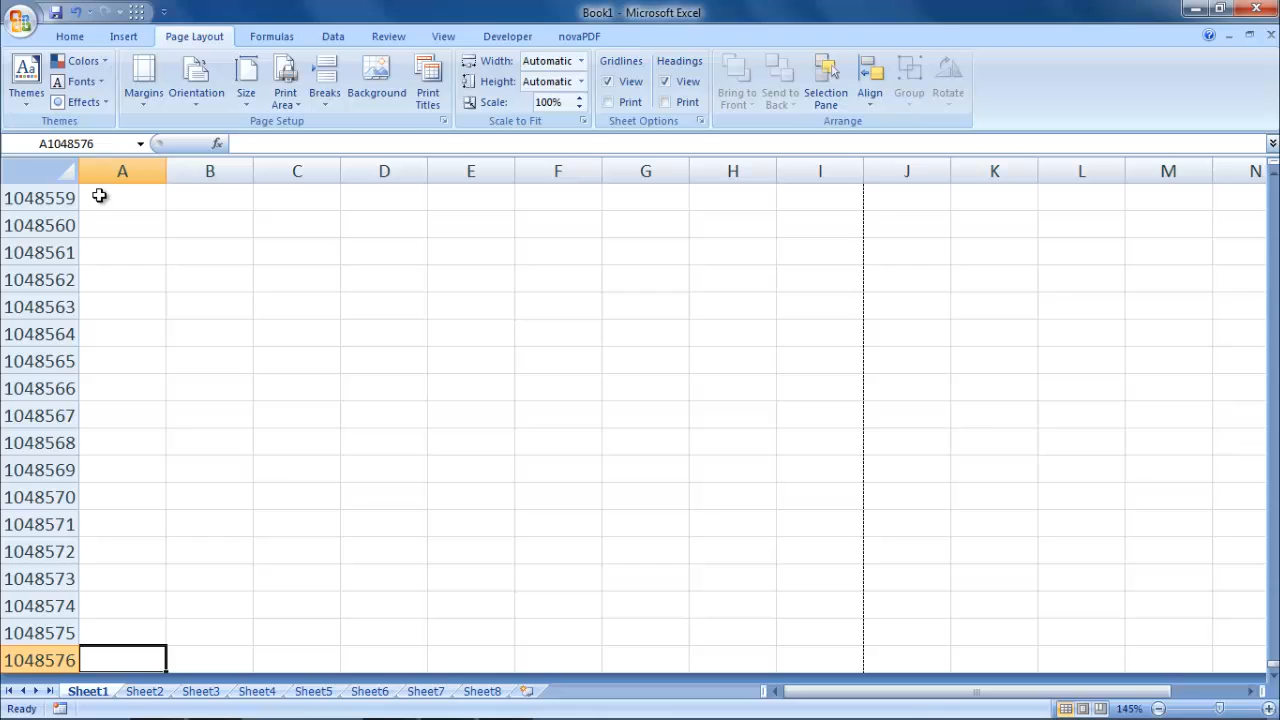 Book1 - Microsoft Excel
Home Insert Page Layout Formulas Data Review View Developer novaPDF
Themes
Colors
Fonts
Effects
Themes
Margins
Orientation
Size
Print Area
Breaks
Background
Print Titles
Page Setup
Width: Automatic
Height: Automatic
Scale: 100%
Scale to Fit
Gridlines
View
Print
Headings
View
Print
Sheet Options
Bring to Front
Send to Back
Selection Pane
Align
Group
Rotate
Arrange
A1048576 fx
A B C D E F G H I J K L M N
1048559
1048560
1048561
1048562
1048563
1048564
1048565
1048566
1048567
1048568
1048569
1048570
1048571
1048572
1048573
1048574
1048575
1048576
Sheet1 Sheet2 Sheet3 Sheet4 Sheet5 Sheet6 Sheet7 Sheet8
Ready 145%